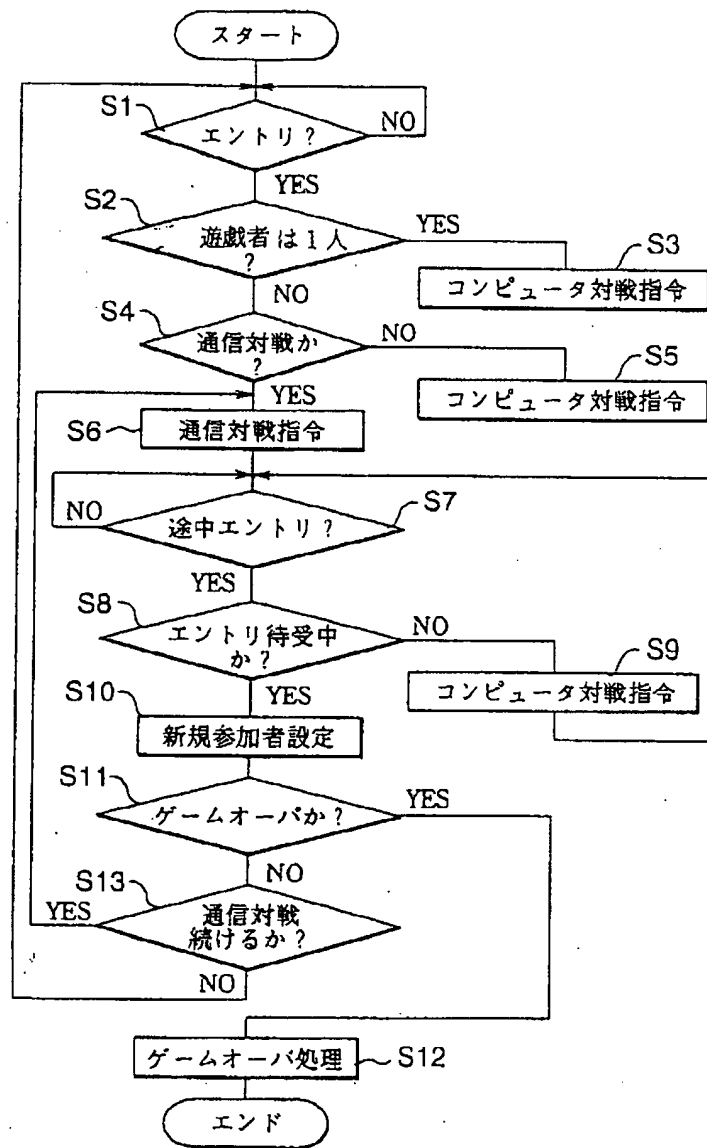 スタート
S1
エントリ?
NO
YES
S2
遊戯者は1人
?
YES
S3
コンピュータ対戦指令
NO
S4
通信対戦か
?
NO
S5
コンピュータ対戦指令
YES
S6
通信対戦指令
NO
途中エントリ?
S7
YES
S8
エントリ待受中
か?
NO
S9
コンピュータ対戦指令
YES
S10
新規参加者設定
S11
ゲームオーバか?
YES
NO
S13
YES
通信対戦
続けるか?
NO
ゲームオーバ処理
S12
エンド